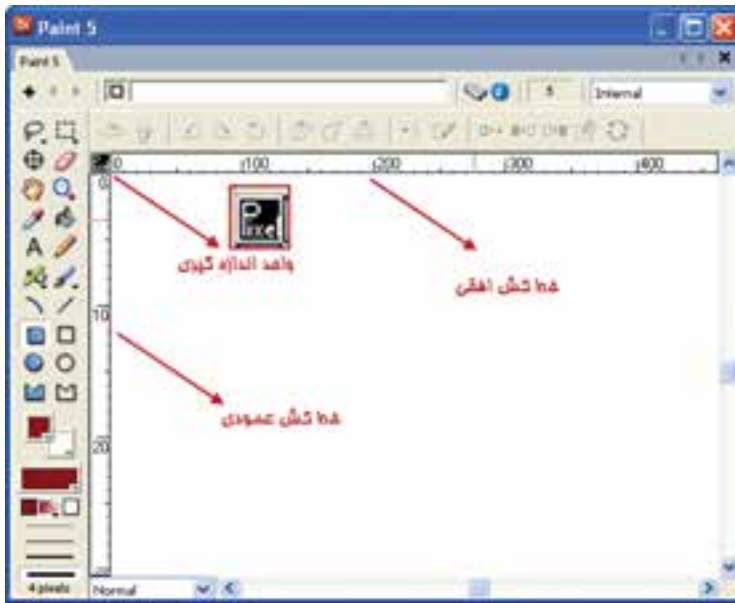 Paint 5
Paint 5
5 Internal
0 100 200 300 400
0
Pixel
واحد اندازه گیری
خط کش افقی
10
خط کش عمودی
20
4 pixels Normal